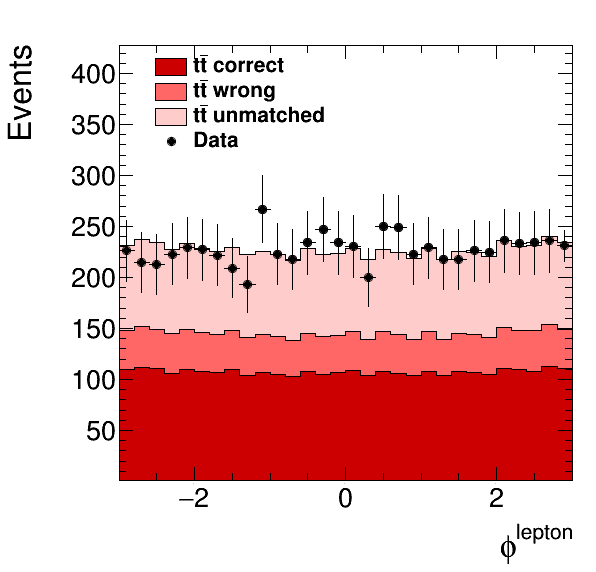 Events
400
350
300
250
200
150
100
50
tt̄ correct
tt̄ wrong
tt̄ unmatched
Data
−2 0 2
ϕ^lepton